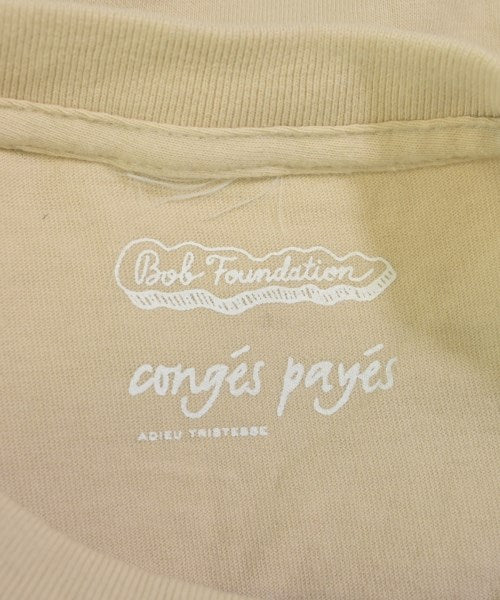 Bob Foundation
congés payés
ADIEU TRISTESSE